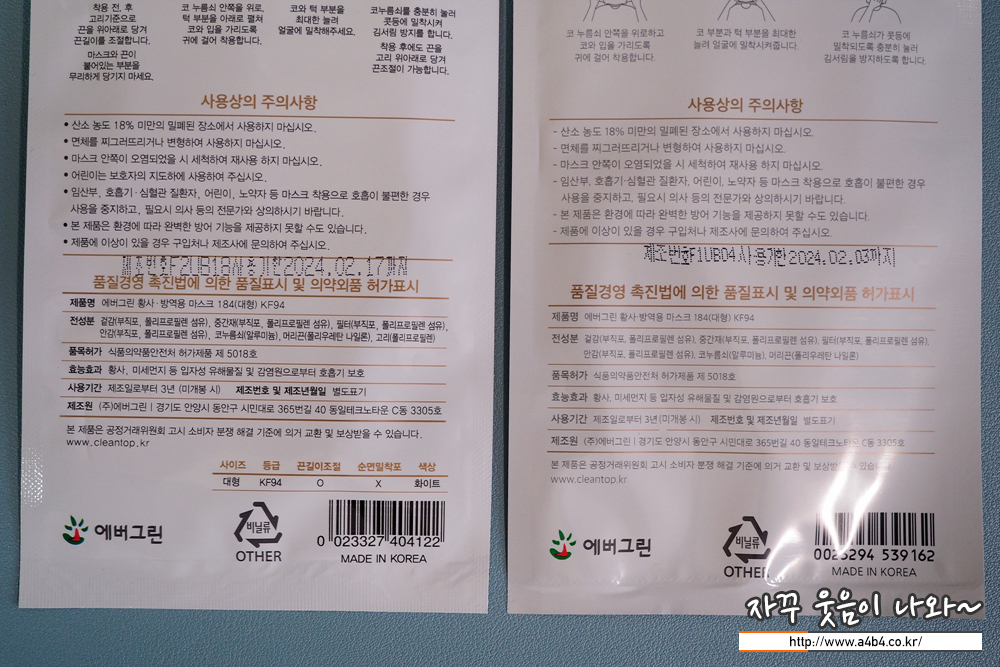 착용 전, 후
고리기준으로
끈을 위아래로 당겨
끈길이를 조절합니다.
마스크와 끈이
붙어있는 부분을
무리하게 당기지 마세요.
코 누름쇠 안쪽을 위로,
턱 부분을 아래로 펼쳐
코와 입을 가리도록
귀에 걸어 착용합니다.
코와 턱 부분을
최대한 늘려
얼굴에 밀착해주세요.
코누름쇠를 충분히 눌러
콧등에 밀착시켜
김서림 방지를 합니다.
착용 후에도 끈을
고리 위아래로 당겨
끈조절이 가능합니다.
사용상의 주의사항
• 산소 농도 18% 미만의 밀폐된 장소에서 사용하지 마십시오.
• 면체를 찌그러뜨리거나 변형하여 사용하지 마십시오.
• 마스크 안쪽이 오염되었을 시 세척하여 재사용 하지 마십시오.
• 어린이는 보호자의 지도하에 사용하여 주십시오.
• 임산부, 호흡기·심혈관 질환자, 어린이, 노약자 등 마스크 착용으로 호흡이 불편한 경우
사용을 중지하고, 필요시 의사 등의 전문가와 상의하시기 바랍니다.
• 본 제품은 환경에 따라 완벽한 방어 기능을 제공하지 못할 수도 있습니다.
• 제품에 이상이 있을 경우 구입처나 제조사에 문의하여 주십시오.
제조번호F2UB18W 2024.02.17까지
품질경영 촉진법에 의한 품질표시 및 의약외품 허가표시
제품명 에버그린 황사·방역용 마스크 184(대형) KF94
전성분 겉감(부직포, 폴리프로필렌 섬유), 중간재(부직포, 폴리프로필렌 섬유), 필터(부직포, 폴리프로필렌 섬유),
안감(부직포, 폴리프로필렌 섬유), 코누름쇠(알루미늄), 머리끈(폴리우레탄 나일론), 고리(폴리프로필렌)
품목허가 식품의약품안전처 허가제품 제 5018호
효능효과 황사, 미세먼지 등 입자성 유해물질 및 감염원으로부터 호흡기 보호
사용기간 제조일로부터 3년 (미개봉 시) 제조번호 및 제조년월일 별도표기
제조원 (주)에버그린 | 경기도 안양시 동안구 시민대로 365번길 40 동일테크노타운 C동 3305호
본 제품은 공정거래위원회 고시 소비자 분쟁 해결 기준에 의거 교환 및 보상받을 수 있습니다.
www.cleantop.kr
사이즈 등급 끈길이조절 순면밀착포 색상
대형 KF94 O X 화이트
에버그린
비닐류
OTHER
0 023327 404122
MADE IN KOREA
코 누름쇠 안쪽을 위로하고
코와 입을 가리도록
귀에 걸어 착용합니다.
코 부분과 턱 부분을 최대한
늘려 얼굴에 밀착시켜줍니다.
코 누름쇠가 콧등에
밀착되도록 충분히 눌러
김서림을 방지하도록 합니다.
사용상의 주의사항
- 산소 농도 18% 미만의 밀폐된 장소에서 사용하지 마십시오.
- 면체를 찌그러뜨리거나 변형하여 사용하지 마십시오.
- 마스크 안쪽이 오염되었을 시 세척하여 재사용 하지 마십시오.
- 임산부, 호흡기·심혈관 질환자, 어린이, 노약자 등 마스크 착용으로 호흡이 불편한 경우
사용을 중지하고, 필요시 의사 등의 전문가와 상의하시기 바랍니다.
- 본 제품은 환경에 따라 완벽한 방어 기능을 제공하지 못할 수도 있습니다.
- 제품에 이상이 있을 경우 구입처나 제조사에 문의하여 주십시오.
제조번호F1UB04사용기한2024.02.03까지
품질경영 촉진법에 의한 품질표시 및 의약외품 허가표시
제품명 에버그린 황사·방역용 마스크 184(대형) KF94
전성분 겉감(부직포, 폴리프로필렌 섬유), 중간재(부직포, 폴리프로필렌 섬유), 필터(부직포, 폴리프로필렌 섬유),
안감(부직포, 폴리프로필렌 섬유), 코누름쇠(알루미늄), 머리끈(폴리우레탄 나일론)
품목허가 식품의약품안전처 허가제품 제 5018호
효능효과 황사, 미세먼지 등 입자성 유해물질 및 감염원으로부터 호흡기 보호
사용기간 제조일로부터 3년(미개봉 시) 제조번호 및 제조년월일 별도표기
제조원 (주)에버그린 | 경기도 안양시 동안구 시민대로 365번길 40 동일테크노타운 C동 3305호
본 제품은 공정거래위원회 고시 소비자 분쟁 해결 기준에 의거 교환 및 보상받을 수 있습니다.
www.cleantop.kr
에버그린
비닐류
OTHER
0023294 539162
MADE IN KOREA
자꾸 웃음이 나와~
http://www.a4b4.co.kr/